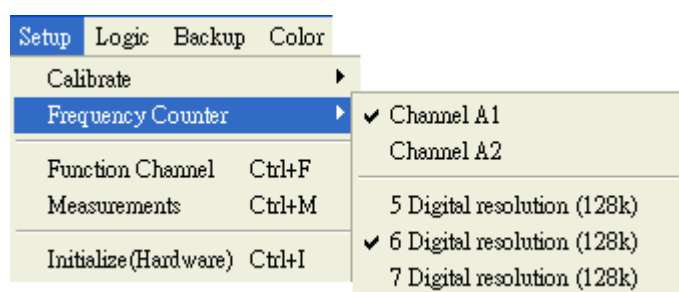 Setup Logic Backup Color
Calibrate
Frequency Counter
Function Channel Ctrl+F
Measurements Ctrl+M
Initialize(Hardware) Ctrl+I
Channel A1
Channel A2
5 Digital resolution (128k)
6 Digital resolution (128k)
7 Digital resolution (128k)